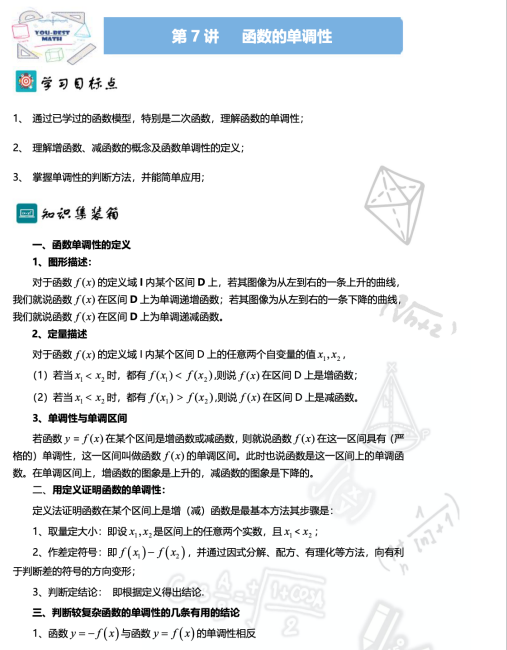 YOU-BEST
MATH
第 7 讲 函数的单调性
学习目标点
1、 通过已学过的函数模型，特别是二次函数，理解函数的单调性；
2、 理解增函数、减函数的概念及函数单调性的定义；
3、 掌握单调性的判断方法，并能简单应用；
知识集装箱
一、函数单调性的定义
1、图形描述：
对于函数 f(x) 的定义域 I 内某个区间 D 上，若其图像为从左到右的一条上升的曲线，
我们就说函数 f(x) 在区间 D 上为单调递增函数；若其图像为从左到右的一条下降的曲线，
我们就说函数 f(x) 在区间 D 上为单调递减函数。
2、定量描述
对于函数 f(x) 的定义域 I 内某个区间 D 上的任意两个自变量的值 x₁,x₂，
（1）若当 x₁ < x₂ 时，都有 f(x₁) < f(x₂),则说 f(x) 在区间 D 上是增函数；
（2）若当 x₁ < x₂ 时，都有 f(x₁) > f(x₂),则说 f(x) 在区间 D 上是减函数。
3、单调性与单调区间
若函数 y = f(x) 在某个区间是增函数或减函数，则就说函数 f(x) 在这一区间具有（严
格的）单调性，这一区间叫做函数 f(x) 的单调区间。此时也说函数是这一区间上的单调函
数。在单调区间上，增函数的图象是上升的，减函数的图象是下降的。
二、用定义证明函数的单调性：
定义法证明函数在某个区间上是增（减）函数是最基本方法其步骤是：
1、取量定大小：即设 x₁,x₂ 是区间上的任意两个实数，且 x₁ < x₂；
2、作差定符号：即 f(x₁) − f(x₂)，并通过因式分解、配方、有理化等方法，向有利
于判断差的符号的方向变形；
3、判定结论： 即根据定义得出结论.
三、判断较复杂函数的单调性的几条有用的结论
1、函数 y = −f(x) 与函数 y = f(x) 的单调性相反